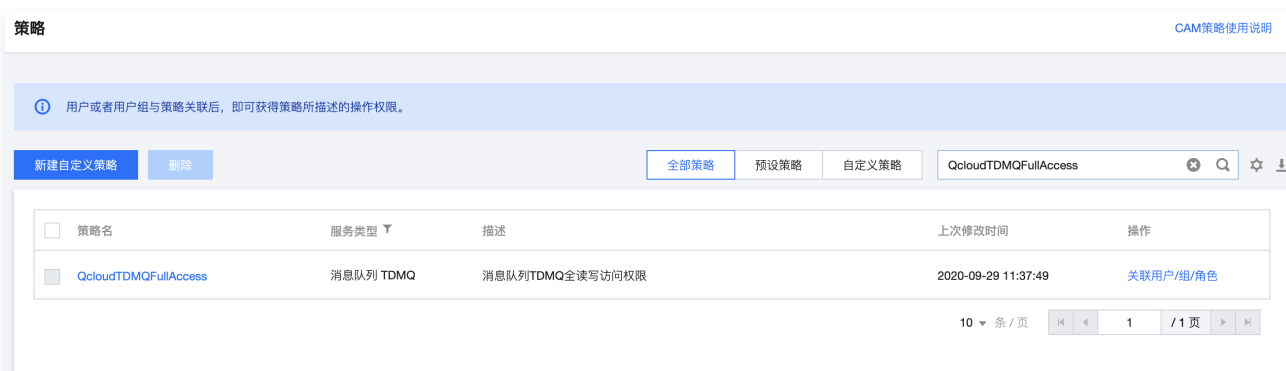 策略
CAM策略使用说明
用户或者用户组与策略关联后，即可获得策略所描述的操作权限。
新建自定义策略 删除 全部策略 预设策略 自定义策略 QcloudTDMQFullAccess
策略名 服务类型 描述 上次修改时间 操作
QcloudTDMQFullAccess 消息队列 TDMQ 消息队列TDMQ全读写访问权限 2020-09-29 11:37:49 关联用户/组/角色
10 条 / 页 1 / 1 页